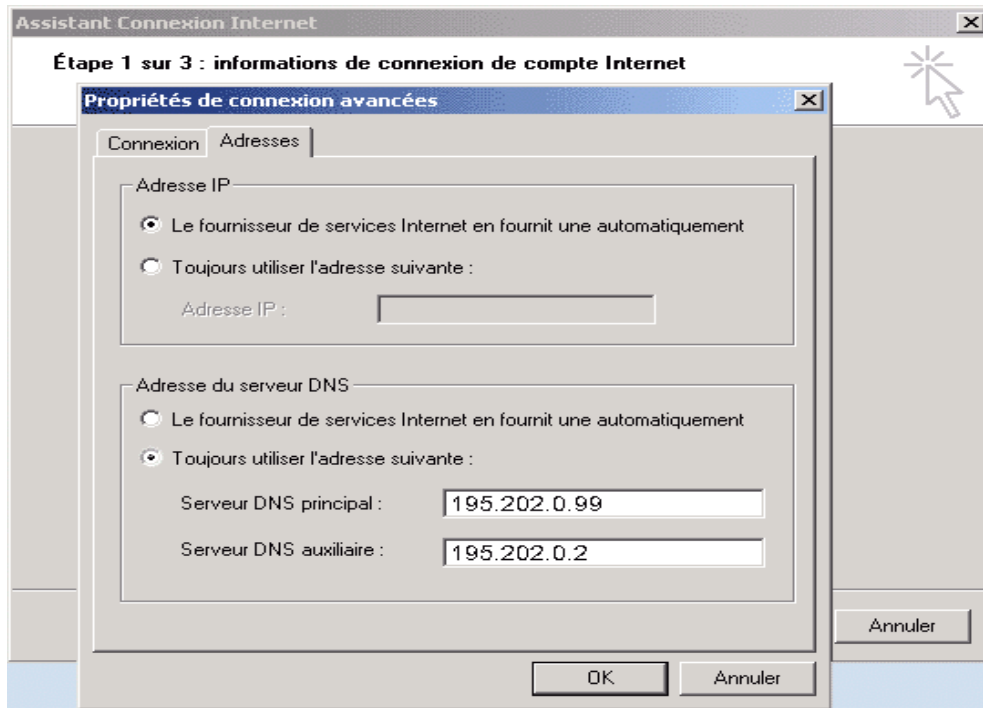 Assistant Connexion Internet
Étape 1 sur 3 : informations de connexion de compte Internet
Propriétés de connexion avancées
Connexion
Adresses
Adresse IP
Le fournisseur de services Internet en fournit une automatiquement
Toujours utiliser l'adresse suivante :
Adresse IP :
Adresse du serveur DNS
Le fournisseur de services Internet en fournit une automatiquement
Toujours utiliser l'adresse suivante :
Serveur DNS principal : 195.202.0.99
Serveur DNS auxiliaire : 195.202.0.2
Annuler
OK
Annuler